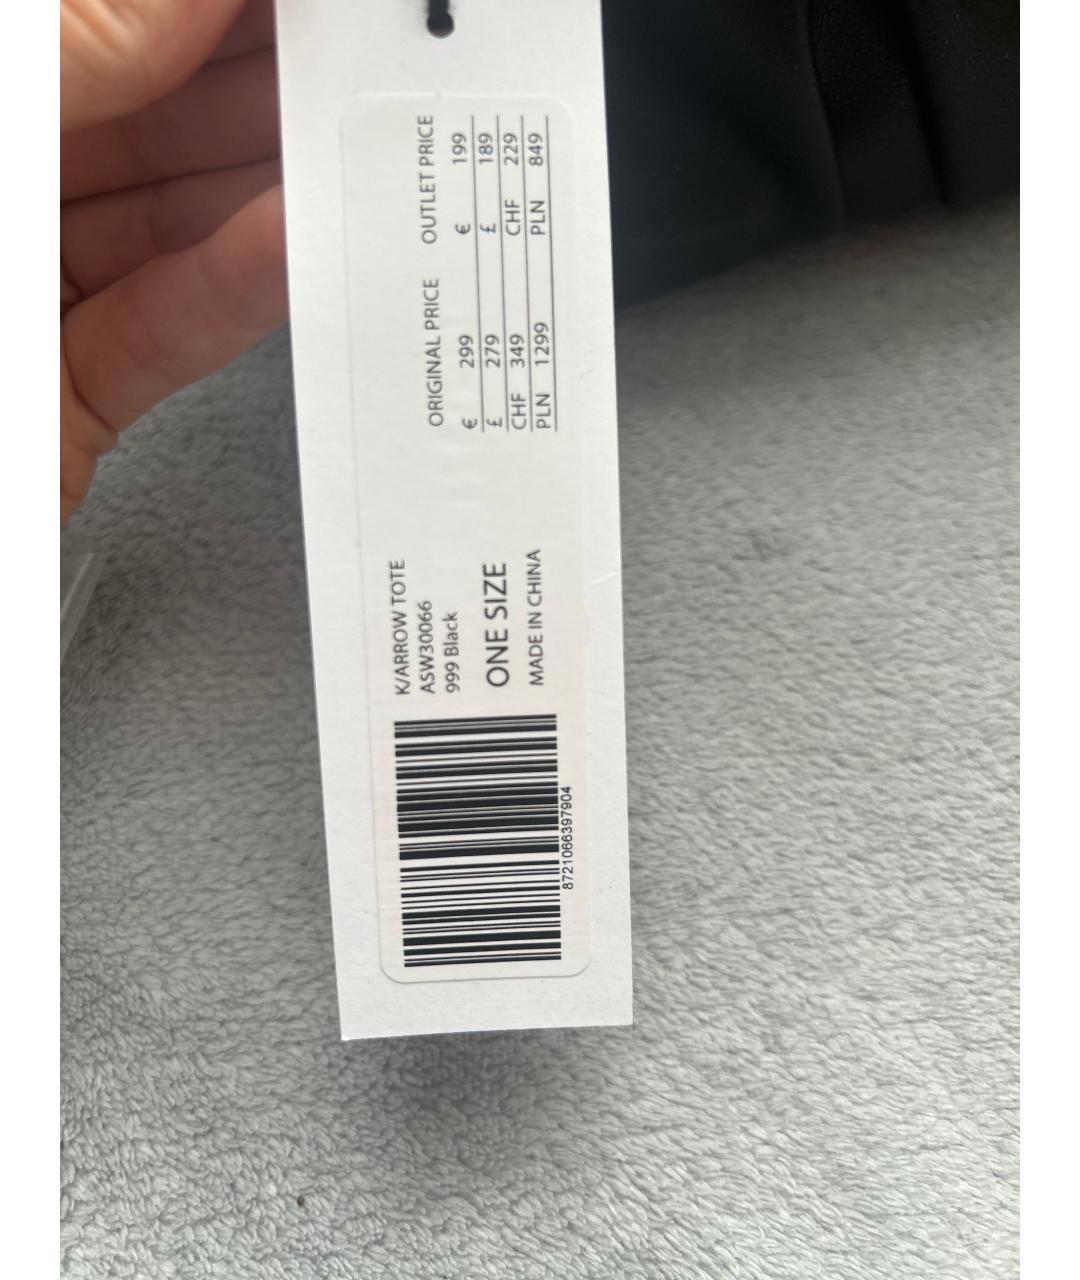 K/ARROW TOTE
ASW30066
999 Black
ONE SIZE
MADE IN CHINA
ORIGINAL PRICE OUTLET PRICE
€ 299 € 199
£ 279 £ 189
CHF 349 CHF 229
PLN 1299 PLN 849
8721066397904